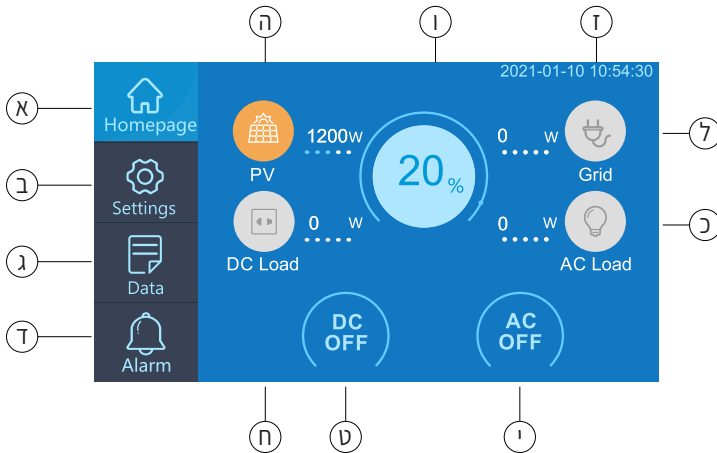 ה ו ז
2021-01-10 10:54:30
א Homepage
1200W
0 W
ל
PV
20%
Grid
ב Settings
0 W
0 W
כ
DC Load
AC Load
ג Data
DC
OFF
AC
OFF
ד Alarm
ח ט י